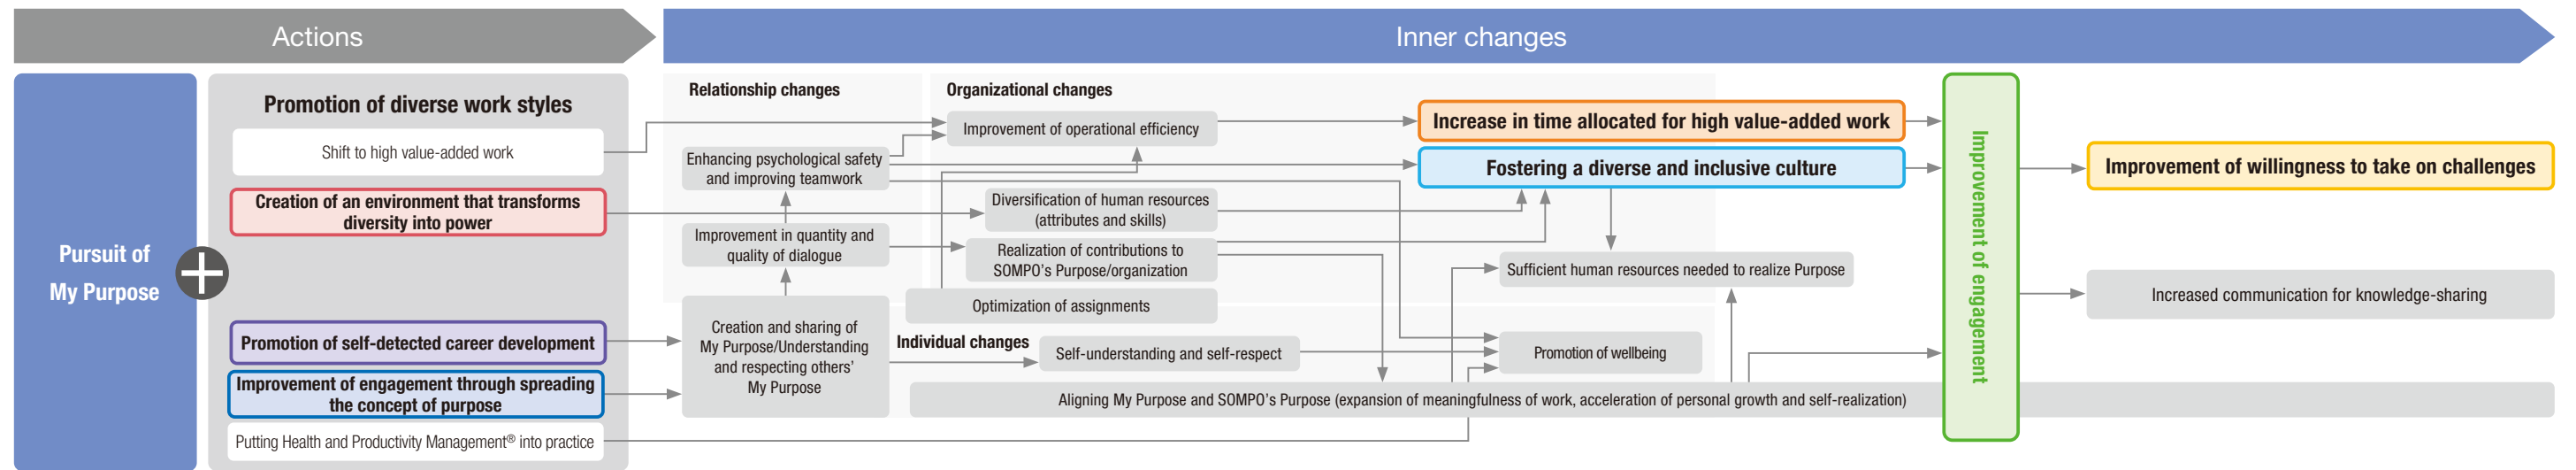 Actions
Inner changes
Pursuit of
My Purpose
Promotion of diverse work styles
Shift to high value-added work
Creation of an environment that transforms
diversity into power
Promotion of self-detected career development
Improvement of engagement through spreading
the concept of purpose
Putting Health and Productivity Management® into practice
Relationship changes
Enhancing psychological safety
and improving teamwork
Improvement in quantity and
quality of dialogue
Creation and sharing of
My Purpose/Understanding
and respecting others'
My Purpose
Organizational changes
Improvement of operational efficiency
Diversification of human resources
(attributes and skills)
Realization of contributions to
SOMPO's Purpose/organization
Optimization of assignments
Individual changes
Self-understanding and self-respect
Increase in time allocated for high value-added work
Fostering a diverse and inclusive culture
Sufficient human resources needed to realize Purpose
Promotion of wellbeing
Aligning My Purpose and SOMPO's Purpose (expansion of meaningfulness of work, acceleration of personal growth and self-realization)
Improvement of engagement
Improvement of willingness to take on challenges
Increased communication for knowledge-sharing